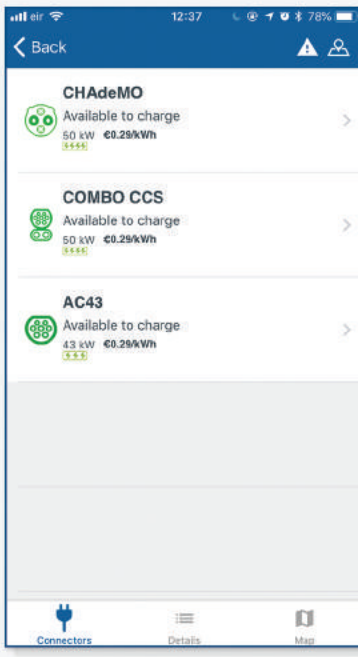 eir 12:37 78%
Back
CHAdeMO
Available to charge
50 kW €0.29/kWh
COMBO CCS
Available to charge
50 kW €0.29/kWh
AC43
Available to charge
43 kW €0.29/kWh
Connectors Details Map